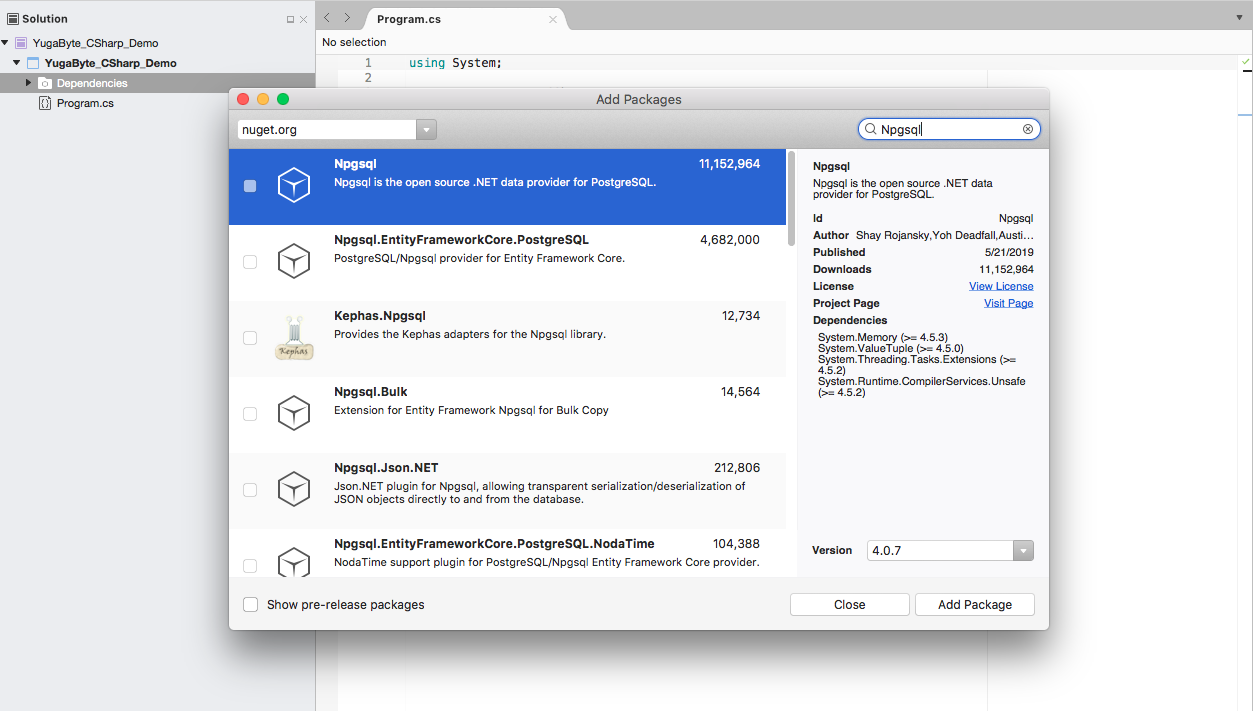 Solution
YugaByte_CSharp_Demo
YugaByte_CSharp_Demo
Dependencies
Program.cs
Program.cs
No selection
1 using System;
2
Add Packages
nuget.org
Npgsql
Npgsql 11,152,964
Npgsql is the open source .NET data provider for PostgreSQL.
Npgsql.EntityFrameworkCore.PostgreSQL 4,682,000
PostgreSQL/Npgsql provider for Entity Framework Core.
Kephas.Npgsql 12,734
Provides the Kephas adapters for the Npgsql library.
Kephas
Npgsql.Bulk 14,564
Extension for Entity Framework Npgsql for Bulk Copy
Npgsql.Json.NET 212,806
Json.NET plugin for Npgsql, allowing transparent serialization/deserialization of
JSON objects directly to and from the database.
Npgsql.EntityFrameworkCore.PostgreSQL.NodaTime 104,388
NodaTime support plugin for PostgreSQL/Npgsql Entity Framework Core provider.
Npgsql
Npgsql is the open source .NET data
provider for PostgreSQL.
Id Npgsql
Author Shay Rojansky,Yoh Deadfall,Austi...
Published 5/21/2019
Downloads 11,152,964
License View License
Project Page Visit Page
Dependencies
System.Memory (>= 4.5.3)
System.ValueTuple (>= 4.5.0)
System.Threading.Tasks.Extensions (>=
4.5.2)
System.Runtime.CompilerServices.Unsafe
(>= 4.5.2)
Version 4.0.7
Show pre-release packages
Close
Add Package